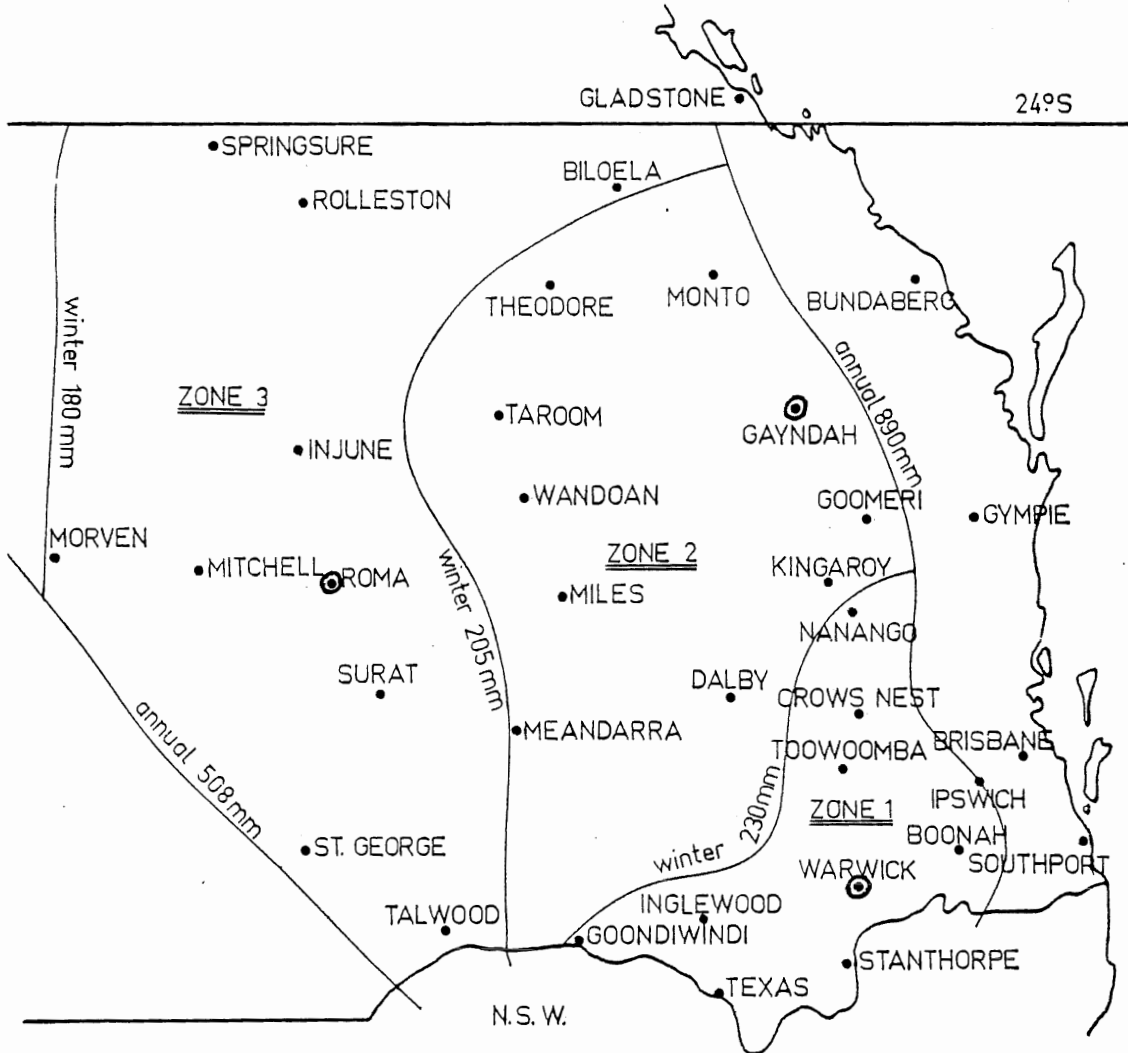 GLADSTONE
24°S
SPRINGSURE
BILOELA
ROLLESTON
THEODORE
MONTO
BUNDABERG
winter 180mm
annual 890mm
ZONE 3
TAROOM
GAYNDAH
INJUNE
WANDOAN
GOOMERI
GYMPIE
MORVEN
ZONE 2
MITCHELL
ROMA
KINGAROY
MILES
NANANGO
winter 205mm
SURAT
DALBY
CROWS NEST
MEANDARRA
BRISBANE
TOOWOOMBA
annual 508mm
IPSWICH
ZONE 1
winter 230mm
ST. GEORGE
BOONAH
SOUTHPORT
WARWICK
TALWOOD
INGLEWOOD
GOONDIWINDI
STANTHORPE
TEXAS
N.S.W.